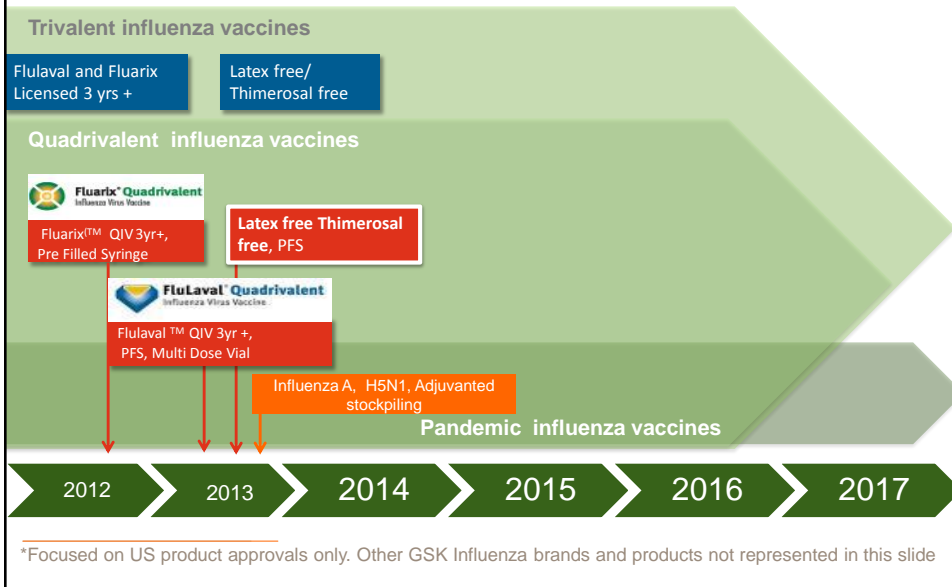 Trivalent influenza vaccines
Flulaval and Fluarix
Licensed 3 yrs +
Latex free/
Thimerosal free
Quadrivalent influenza vaccines
Fluarix® Quadrivalent
Influenza Virus Vaccine
Fluarix(TM QIV 3yr+,
Pre Filled Syringe
Latex free Thimerosal
free, PFS
FluLaval® Quadrivalent
Influenza Virus Vaccine
Flulaval TM QIV 3yr +,
PFS, Multi Dose Vial
Influenza A, H5N1, Adjuvanted
stockpiling
Pandemic influenza vaccines
2012
2013
2014
2015
2016
2017
*Focused on US product approvals only. Other GSK Influenza brands and products not represented in this slide